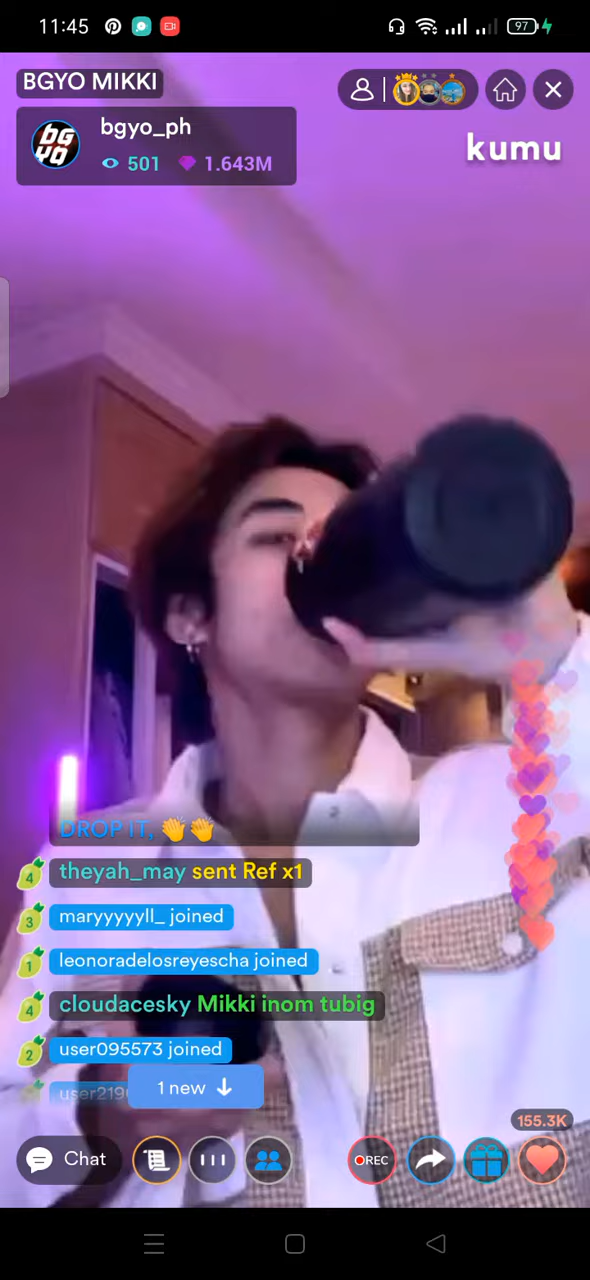 11:45
97
BGYO MIKKI
bgyo_ph
501 1.643M
BGYO
kumu
DROP IT, 👏👏
4 theyah_may sent Ref x1
3 maryyyyyll_ joined
1 leonoradelosreyescha joined
4 cloudacesky Mikki inom tubig
2 user095573 joined
1 new ↓
155.3K
Chat
REC